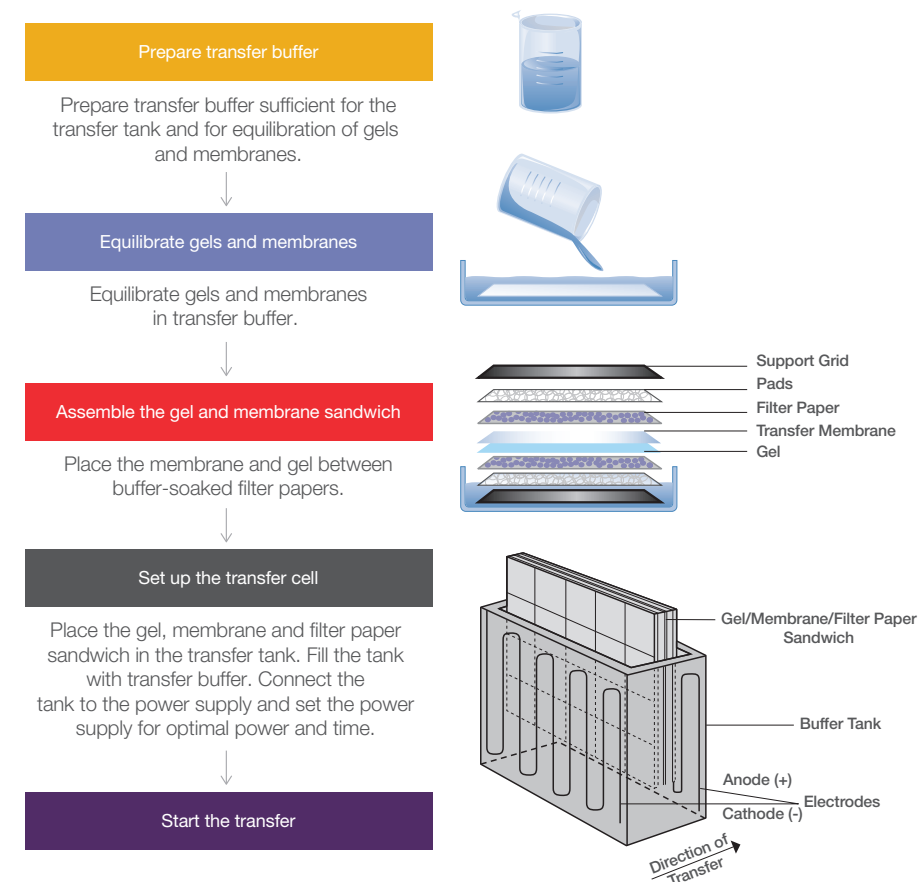 Prepare transfer buffer
Prepare transfer buffer sufficient for the
transfer tank and for equilibration of gels
and membranes.
Equilibrate gels and membranes
Equilibrate gels and membranes
in transfer buffer.
Assemble the gel and membrane sandwich
Place the membrane and gel between
buffer-soaked filter papers.
Support Grid
Pads
Filter Paper
Transfer Membrane
Gel
Set up the transfer cell
Place the gel, membrane and filter paper
sandwich in the transfer tank. Fill the tank
with transfer buffer. Connect the
tank to the power supply and set the power
supply for optimal power and time.
Start the transfer
Gel/Membrane/Filter Paper
Sandwich
Buffer Tank
Anode (+)
Electrodes
Cathode (-)
Direction of
Transfer